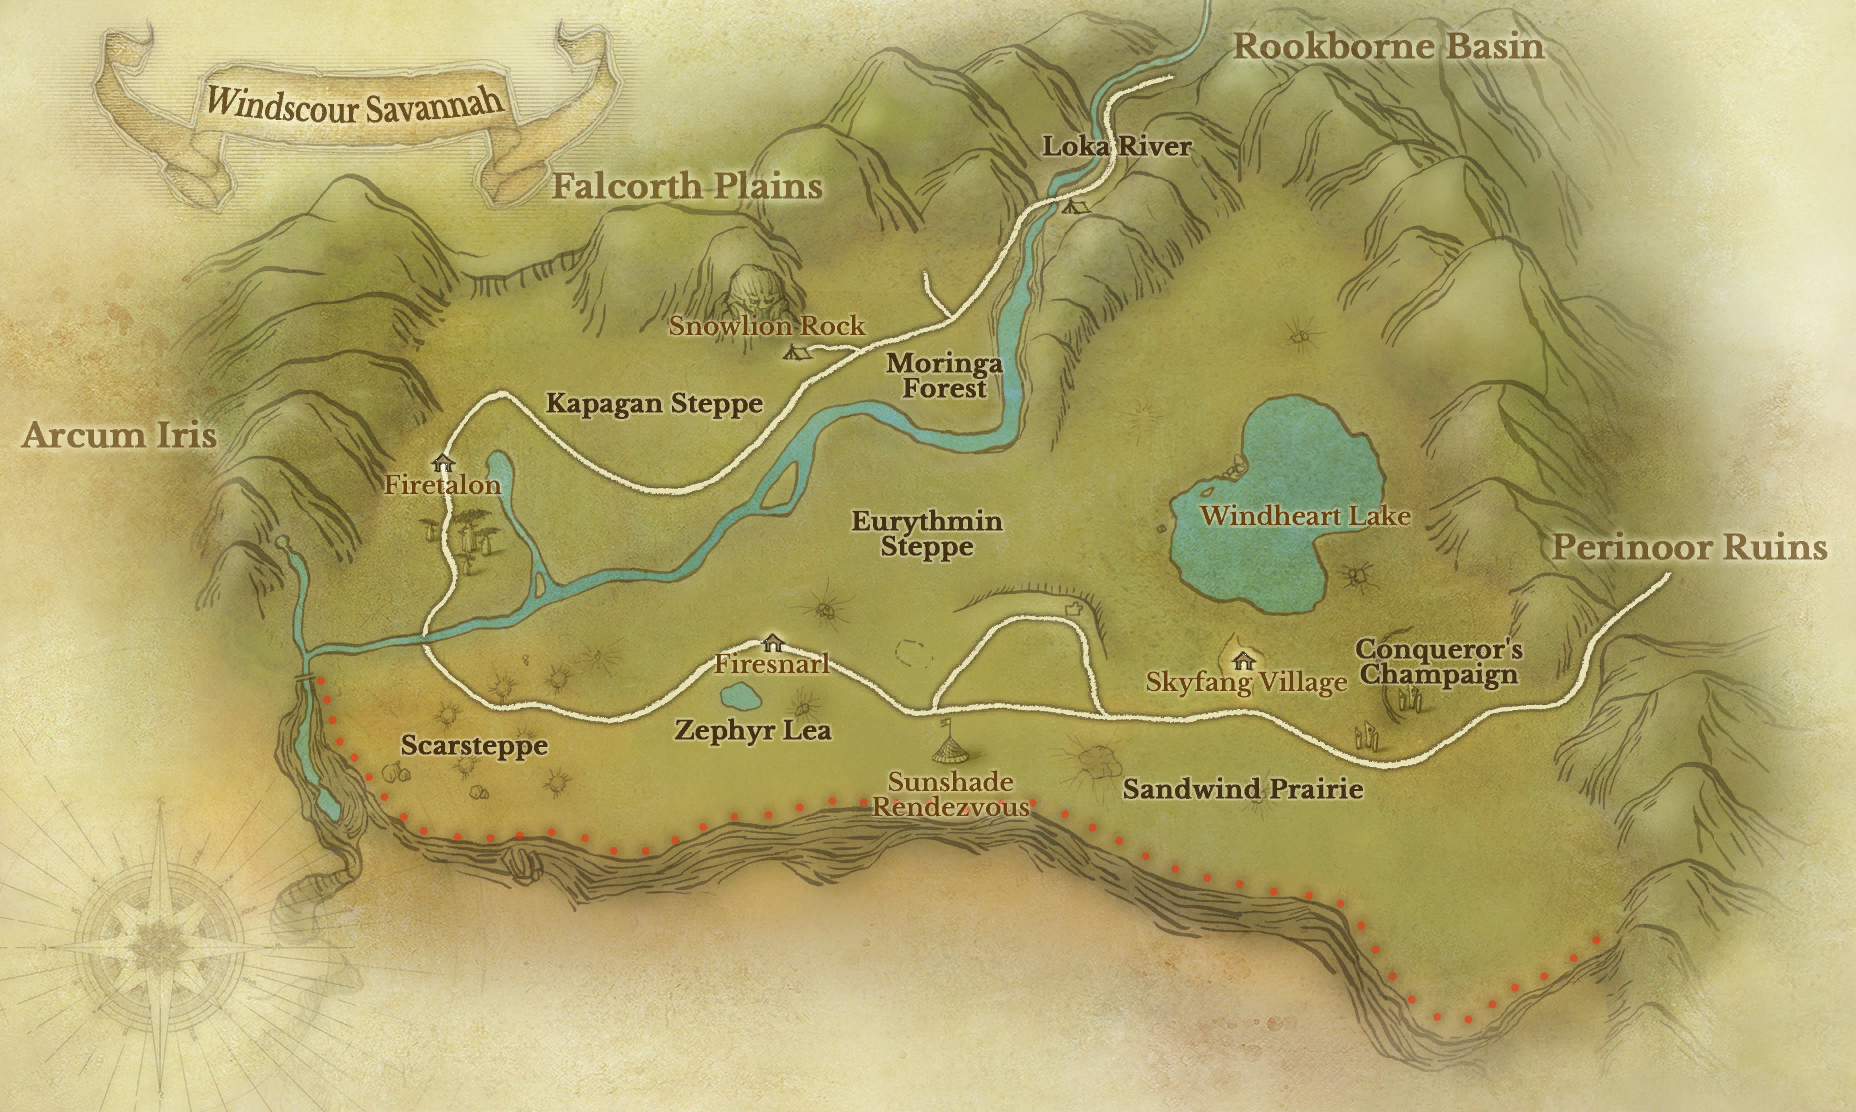 Rookborne Basin
Windscour Savannah
Loka River
Falcorth Plains
Snowlion Rock
Moringa
Forest
Kapagan Steppe
Arcum Iris
Firetalon
Windheart Lake
Eurythmin
Steppe
Perinoor Ruins
Conqueror's
Champaign
Firesnarl
Skyfang Village
Zephyr Lea
Scarsteppe
Sunshade
Rendezvous
Sandwind Prairie